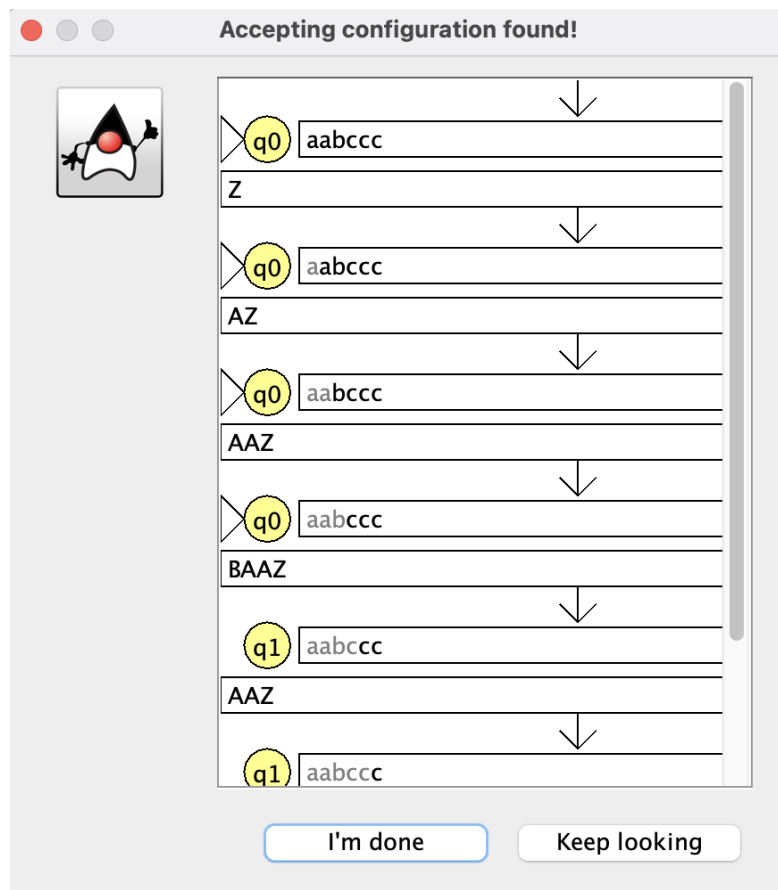 Accepting configuration found!
q0 aabccc
Z
q0 aabccc
AZ
q0 aabccc
AAZ
q0 aabccc
BAAZ
q1 aabccc
AAZ
q1 aabccc
I'm done Keep looking